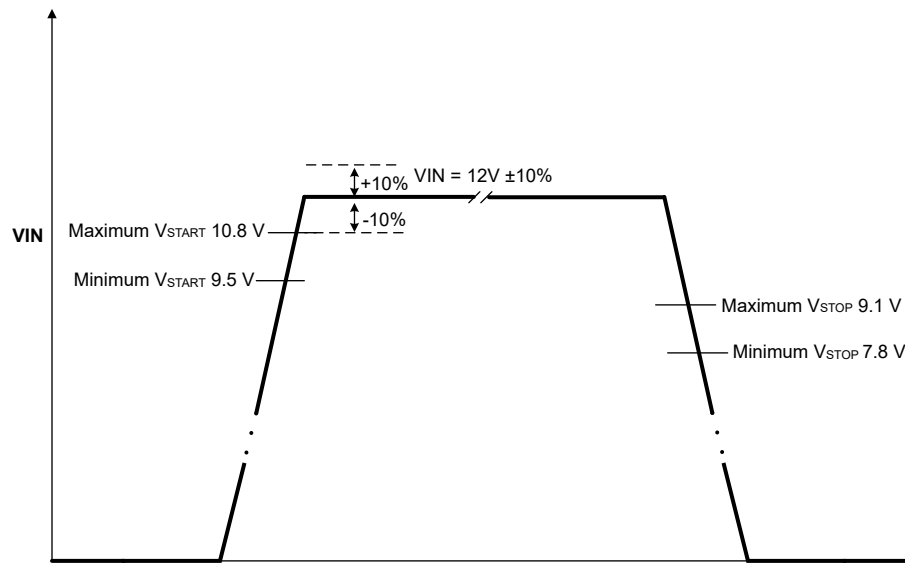 +10%
VIN = 12V ±10%
-10%
VIN
Maximum VSTART 10.8 V
Minimum VSTART 9.5 V
Maximum VSTOP 9.1 V
Minimum VSTOP 7.8 V